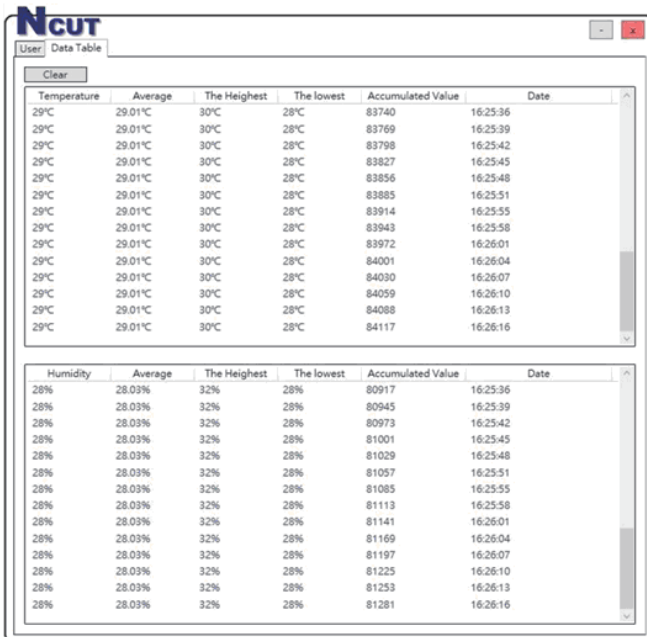 NCUT
- x
User Data Table
Clear
Temperature Average The Heighest The lowest Accumulated Value Date
29℃ 29.01℃ 30℃ 28℃ 83740 16:25:36
29℃ 29.01℃ 30℃ 28℃ 83769 16:25:39
29℃ 29.01℃ 30℃ 28℃ 83798 16:25:42
29℃ 29.01℃ 30℃ 28℃ 83827 16:25:45
29℃ 29.01℃ 30℃ 28℃ 83856 16:25:48
29℃ 29.01℃ 30℃ 28℃ 83885 16:25:51
29℃ 29.01℃ 30℃ 28℃ 83914 16:25:55
29℃ 29.01℃ 30℃ 28℃ 83943 16:25:58
29℃ 29.01℃ 30℃ 28℃ 83972 16:26:01
29℃ 29.01℃ 30℃ 28℃ 84001 16:26:04
29℃ 29.01℃ 30℃ 28℃ 84030 16:26:07
29℃ 29.01℃ 30℃ 28℃ 84059 16:26:10
29℃ 29.01℃ 30℃ 28℃ 84088 16:26:13
29℃ 29.01℃ 30℃ 28℃ 84117 16:26:16
Humidity Average The Heighest The lowest Accumulated Value Date
28% 28.03% 32% 28% 80917 16:25:36
28% 28.03% 32% 28% 80945 16:25:39
28% 28.03% 32% 28% 80973 16:25:42
28% 28.03% 32% 28% 81001 16:25:45
28% 28.03% 32% 28% 81029 16:25:48
28% 28.03% 32% 28% 81057 16:25:51
28% 28.03% 32% 28% 81085 16:25:55
28% 28.03% 32% 28% 81113 16:25:58
28% 28.03% 32% 28% 81141 16:26:01
28% 28.03% 32% 28% 81169 16:26:04
28% 28.03% 32% 28% 81197 16:26:07
28% 28.03% 32% 28% 81225 16:26:10
28% 28.03% 32% 28% 81253 16:26:13
28% 28.03% 32% 28% 81281 16:26:16